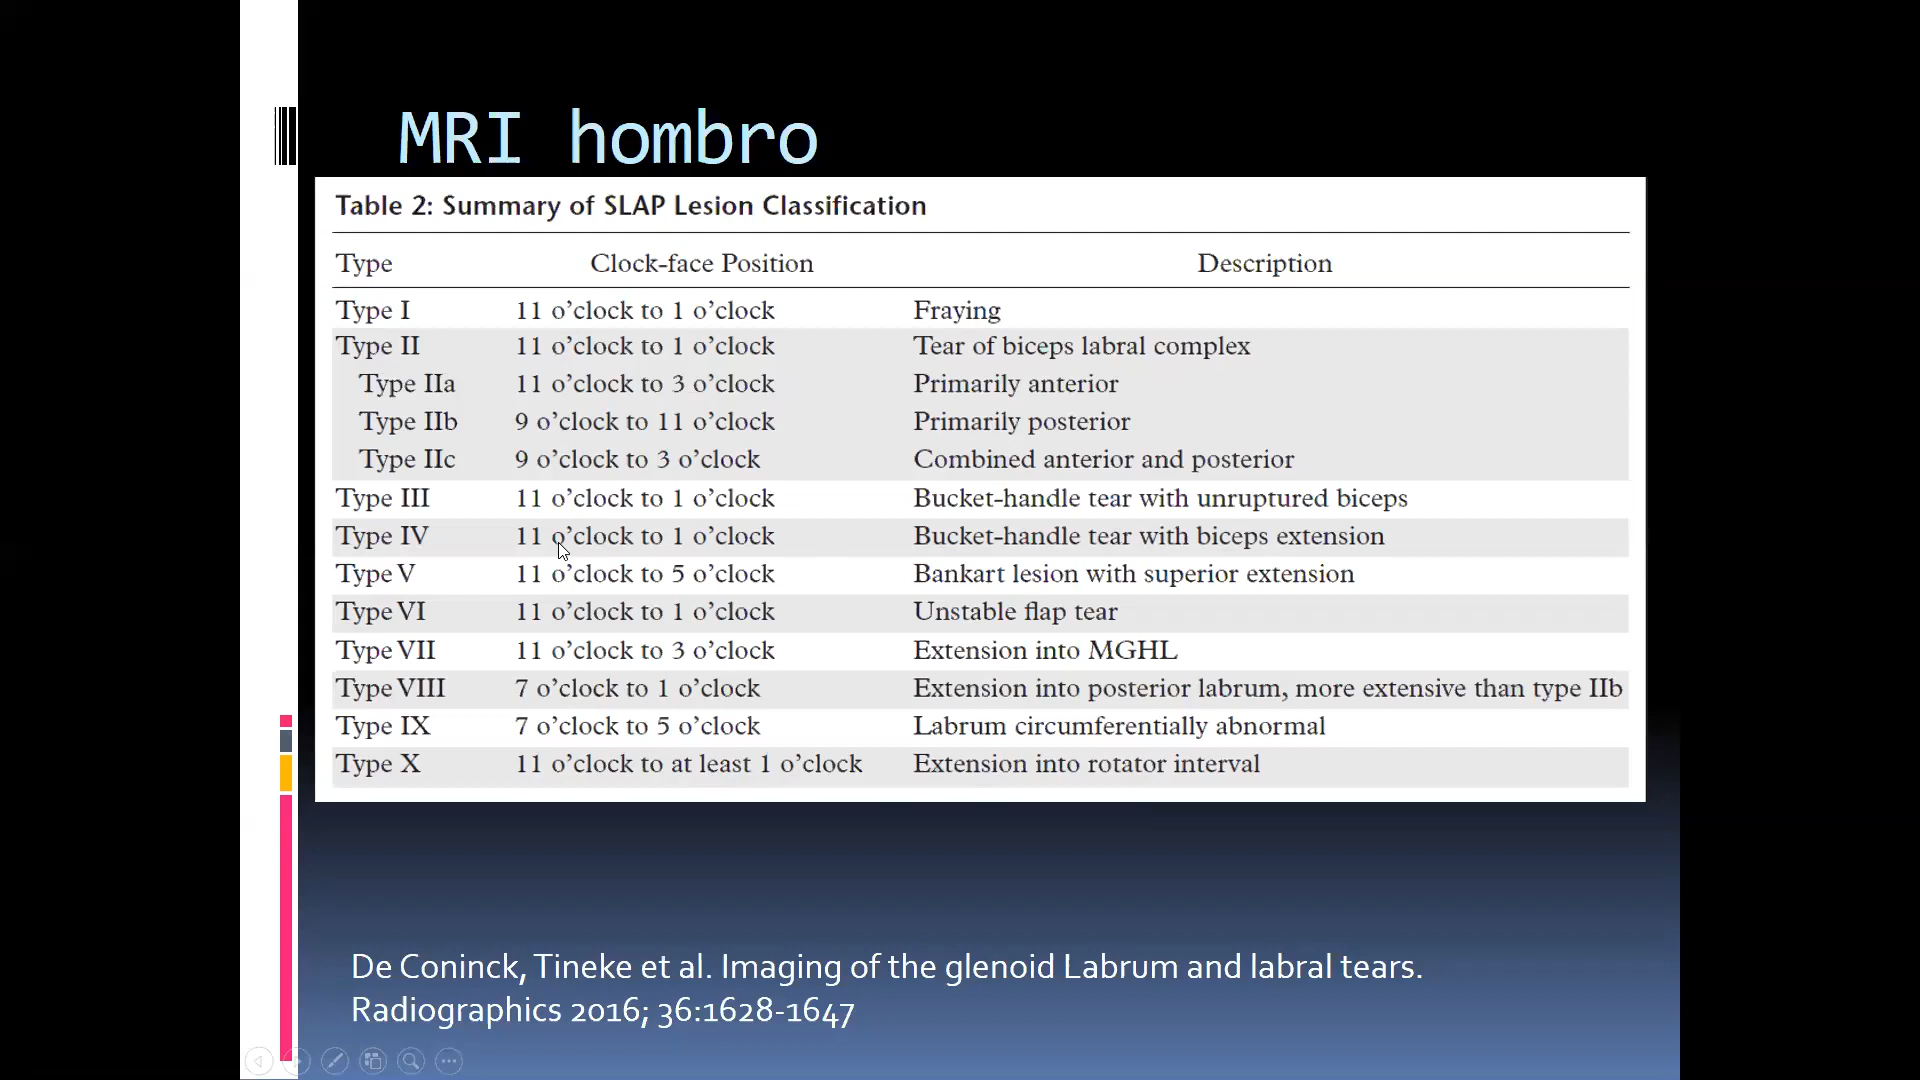 MRI hombro
Table 2: Summary of SLAP Lesion Classification
Type Clock-face Position Description
Type I 11 o’clock to 1 o’clock Fraying
Type II 11 o’clock to 1 o’clock Tear of biceps labral complex
Type IIa 11 o’clock to 3 o’clock Primarily anterior
Type IIb 9 o’clock to 11 o’clock Primarily posterior
Type IIc 9 o’clock to 3 o’clock Combined anterior and posterior
Type III 11 o’clock to 1 o’clock Bucket-handle tear with unruptured biceps
Type IV 11 o’clock to 1 o’clock Bucket-handle tear with biceps extension
Type V 11 o’clock to 5 o’clock Bankart lesion with superior extension
Type VI 11 o’clock to 1 o’clock Unstable flap tear
Type VII 11 o’clock to 3 o’clock Extension into MGHL
Type VIII 7 o’clock to 1 o’clock Extension into posterior labrum, more extensive than type IIb
Type IX 7 o’clock to 5 o’clock Labrum circumferentially abnormal
Type X 11 o’clock to at least 1 o’clock Extension into rotator interval
De Coninck, Tineke et al. Imaging of the glenoid Labrum and labral tears.
Radiographics 2016; 36:1628-1647